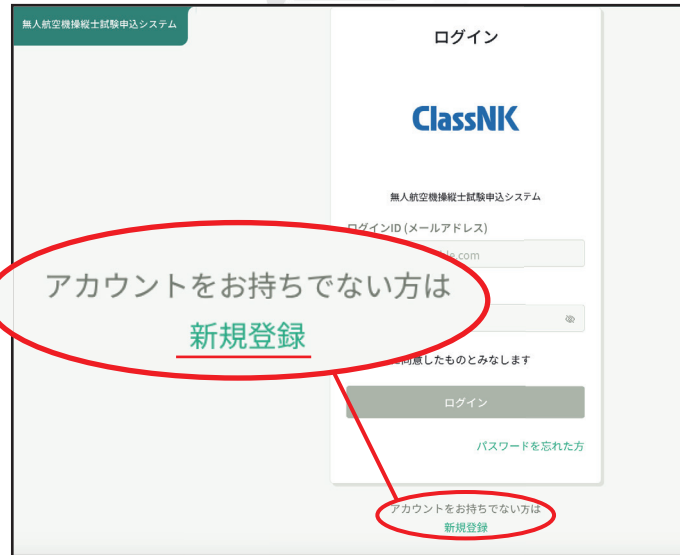 無人航空機操縦士試験申込システム
ログイン
ClassNK
無人航空機操縦士試験申込システム
ログインID (メールアドレス)
.com
アカウントをお持ちでない方は
新規登録
同意したものとみなします
ログイン
パスワードを忘れた方
アカウントをお持ちでない方は
新規登録